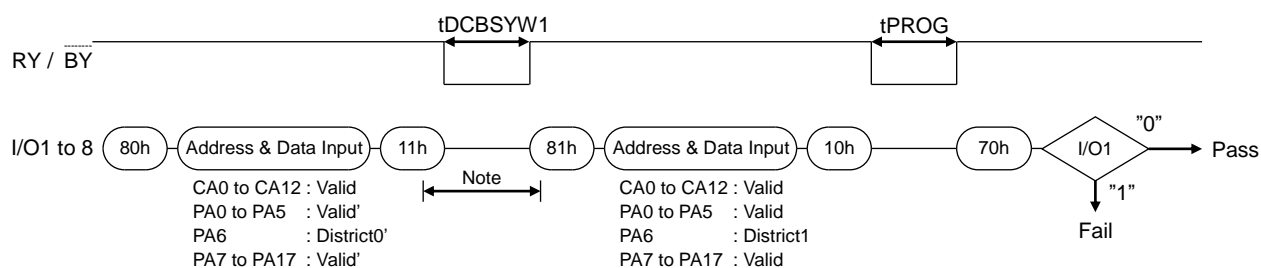 tDCBSYW1
tPROG
RY / BY
I/O1 to 8
80h
Address & Data Input
11h
81h
Address & Data Input
10h
70h
I/O1
"0"
Pass
"1"
Fail
Note
CA0 to CA12 : Valid
PA0 to PA5 : Valid'
PA6 : District0'
PA7 to PA17 : Valid'
CA0 to CA12 : Valid
PA0 to PA5 : Valid
PA6 : District1
PA7 to PA17 : Valid